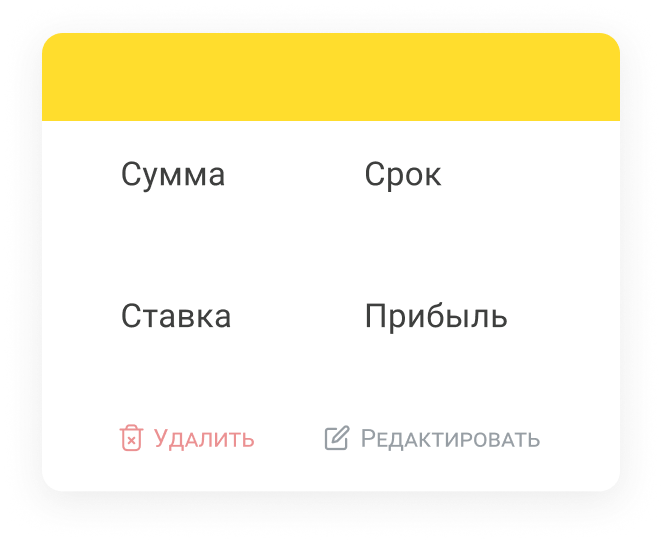 Сумма Срок
Ставка Прибыль
Удалить Редактировать